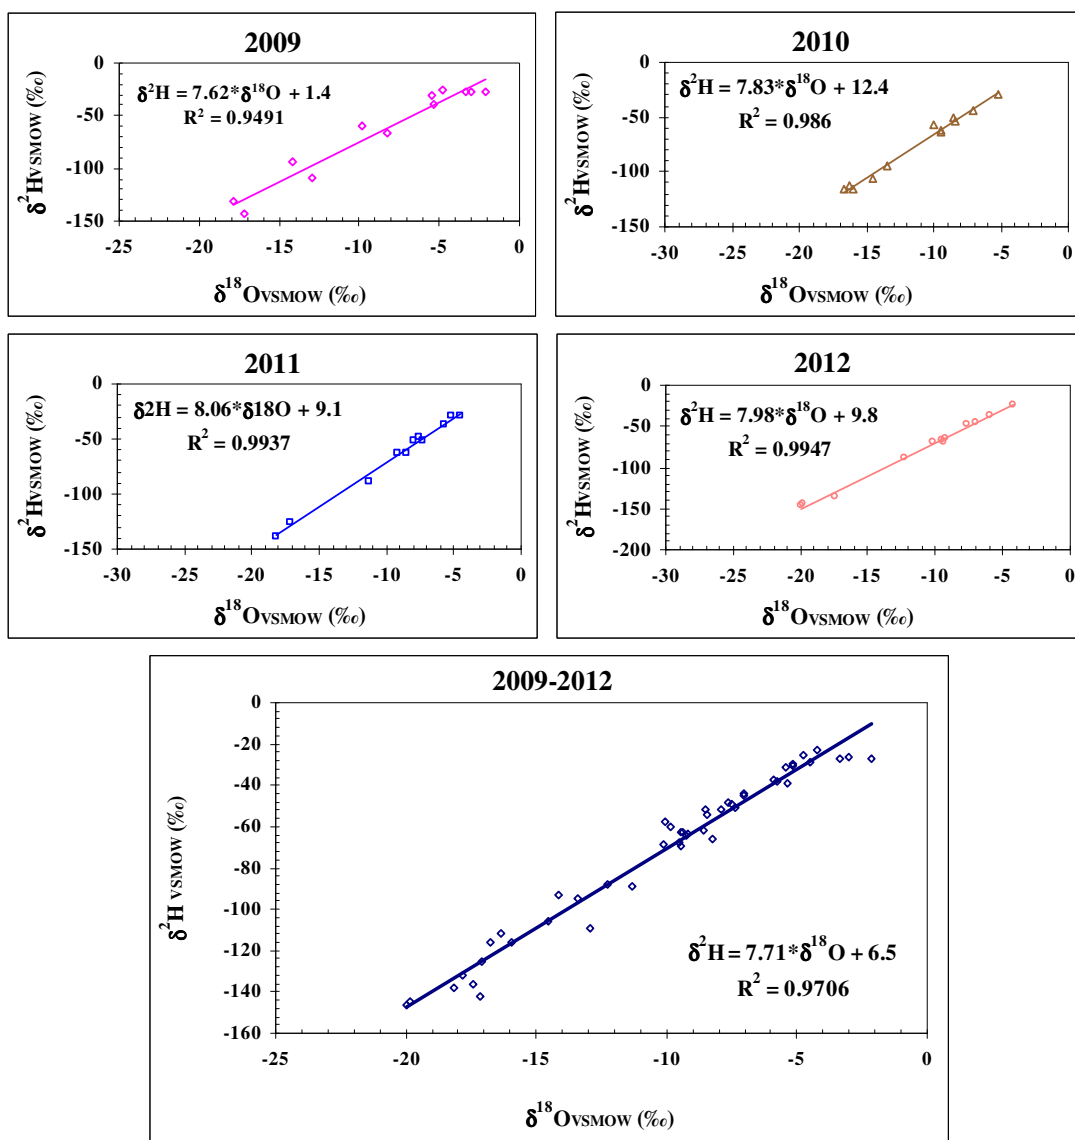 2009
δ²H = 7.62*δ¹⁸O + 1.4
R² = 0.9491
0
-50
-100
-150
-25 -20 -15 -10 -5 0
δ²HVSMOW (‰)
δ¹⁸OVSMOW (‰)
2010
δ²H = 7.83*δ¹⁸O + 12.4
R² = 0.986
0
-50
-100
-150
-30 -25 -20 -15 -10 -5 0
δ²HVSMOW (‰)
δ¹⁸OVSMOW (‰)
2011
δ2H = 8.06*δ18O + 9.1
R² = 0.9937
0
-50
-100
-150
-30 -25 -20 -15 -10 -5 0
δ²HVSMOW (‰)
δ¹⁸OVSMOW (‰)
2012
δ²H = 7.98*δ¹⁸O + 9.8
R² = 0.9947
0
-50
-100
-150
-200
-30 -25 -20 -15 -10 -5 0
δ²HVSMOW (‰)
δ¹⁸OVSMOW (‰)
2009-2012
0
-20
-40
-60
-80
-100
-120
-140
-160
-25 -20 -15 -10 -5 0
δ²H VSMOW (‰)
δ²H = 7.71*δ¹⁸O + 6.5
R² = 0.9706
δ¹⁸OVSMOW (‰)